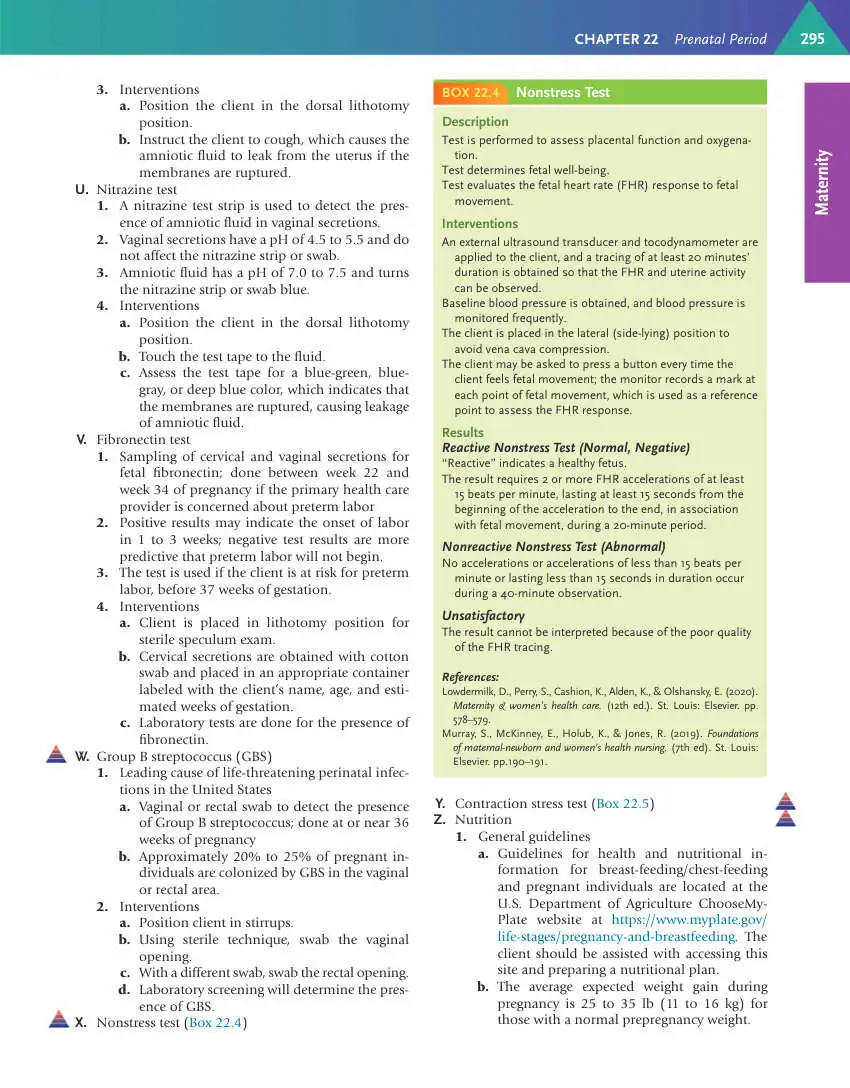 CHAPTER 22 Prenatal Period 295
3. Interventions
a. Position the client in the dorsal lithotomy
position.
b. Instruct the client to cough, which causes the
amniotic fluid to leak from the uterus if the
membranes are ruptured.
U. Nitrazine test
1. A nitrazine test strip is used to detect the pres-
ence of amniotic fluid in vaginal secretions.
2. Vaginal secretions have a pH of 4.5 to 5.5 and do
not affect the nitrazine strip or swab.
3. Amniotic fluid has a pH of 7.0 to 7.5 and turns
the nitrazine strip or swab blue.
4. Interventions
a. Position the client in the dorsal lithotomy
position.
b. Touch the test tape to the fluid.
c. Assess the test tape for a blue-green, blue-
gray, or deep blue color, which indicates that
the membranes are ruptured, causing leakage
of amniotic fluid.
V. Fibronectin test
1. Sampling of cervical and vaginal secretions for
fetal fibronectin; done between week 22 and
week 34 of pregnancy if the primary health care
provider is concerned about preterm labor
2. Positive results may indicate the onset of labor
in 1 to 3 weeks; negative test results are more
predictive that preterm labor will not begin.
3. The test is used if the client is at risk for preterm
labor, before 37 weeks of gestation.
4. Interventions
a. Client is placed in lithotomy position for
sterile speculum exam.
b. Cervical secretions are obtained with cotton
swab and placed in an appropriate container
labeled with the client's name, age, and esti-
mated weeks of gestation.
c. Laboratory tests are done for the presence of
fibronectin.
W. Group B streptococcus (GBS)
1. Leading cause of life-threatening perinatal infec-
tions in the United States
a. Vaginal or rectal swab to detect the presence
of Group B streptococcus; done at or near 36
weeks of pregnancy
b. Approximately 20% to 25% of pregnant in-
dividuals are colonized by GBS in the vaginal
or rectal area.
2. Interventions
a. Position client in stirrups.
b. Using sterile technique, swab the vaginal
opening.
c. With a different swab, swab the rectal opening.
d. Laboratory screening will determine the pres-
ence of GBS.
X. Nonstress test (Box 22.4)
BOX 22.4 Nonstress Test
Description
Test is performed to assess placental function and oxygena-
tion.
Test determines fetal well-being.
Test evaluates the fetal heart rate (FHR) response to fetal
movement.
Interventions
An external ultrasound transducer and tocodynamometer are
applied to the client, and a tracing of at least 20 minutes'
duration is obtained so that the FHR and uterine activity
can be observed.
Baseline blood pressure is obtained, and blood pressure is
monitored frequently.
The client is placed in the lateral (side-lying) position to
avoid vena cava compression.
The client may be asked to press a button every time the
client feels fetal movement; the monitor records a mark at
each point of fetal movement, which is used as a reference
point to assess the FHR response.
Results
Reactive Nonstress Test (Normal, Negative)
"Reactive" indicates a healthy fetus.
The result requires 2 or more FHR accelerations of at least
15 beats per minute, lasting at least 15 seconds from the
beginning of the acceleration to the end, in association
with fetal movement, during a 20-minute period.
Nonreactive Nonstress Test (Abnormal)
No accelerations or accelerations of less than 15 beats per
minute or lasting less than 15 seconds in duration occur
during a 40-minute observation.
Unsatisfactory
The result cannot be interpreted because of the poor quality
of the FHR tracing.
References:
Lowdermilk, D., Perry, S., Cashion, K., Alden, K., & Olshansky, E. (2020).
Maternity & women's health care. (12th ed.). St. Louis: Elsevier. pp.
578–579.
Murray, S., McKinney, E., Holub, K., & Jones, R. (2019). Foundations
of maternal-newborn and women's health nursing. (7th ed). St. Louis:
Elsevier. pp.190–191.
Y. Contraction stress test (Box 22.5)
Z. Nutrition
1. General guidelines
a. Guidelines for health and nutritional in-
formation for breast-feeding/chest-feeding
and pregnant individuals are located at the
U.S. Department of Agriculture ChooseMy-
Plate website at https://www.myplate.gov/
life-stages/pregnancy-and-breastfeeding. The
client should be assisted with accessing this
site and preparing a nutritional plan.
b. The average expected weight gain during
pregnancy is 25 to 35 lb (11 to 16 kg) for
those with a normal prepregnancy weight.
Maternity